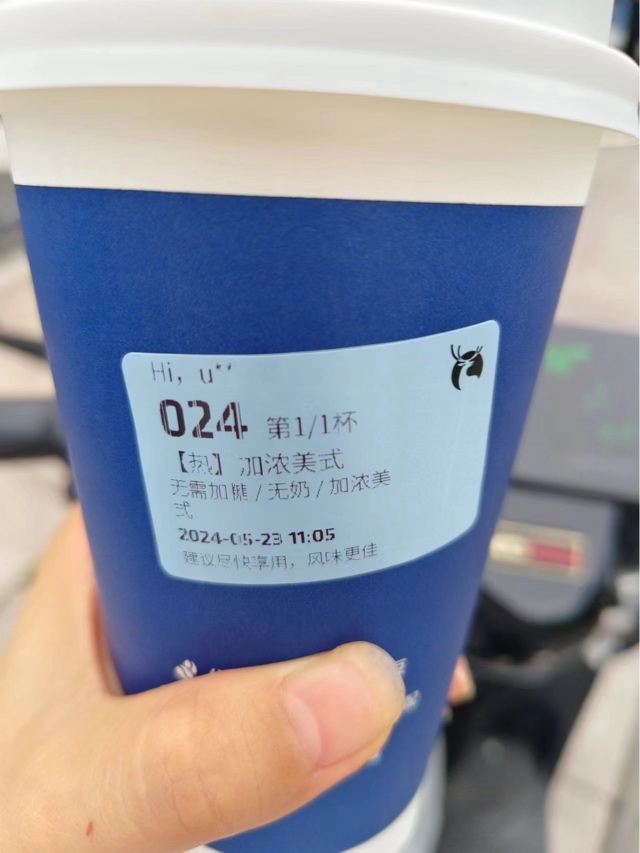 Hi, u**
024 第1/1杯
【热】加浓美式
无需加糖 / 无奶 / 加浓美
式
2024-05-23 11:05
建议尽快享用，风味更佳